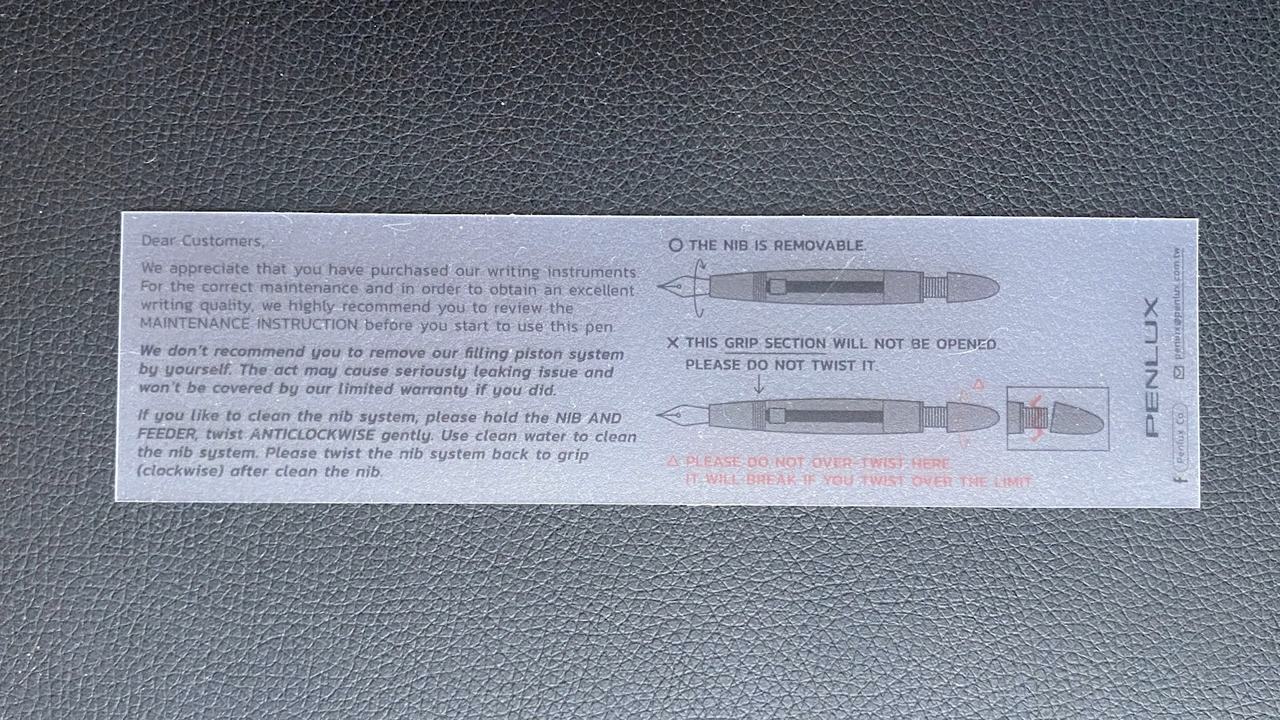 Dear Customers,
We appreciate that you have purchased our writing instruments
For the correct maintenance and in order to obtain an excellent
writing quality, we highly recommend you to review the
MAINTENANCE INSTRUCTION before you start to use this pen
We don't recommend you to remove our filling piston system
by yourself. The act may cause seriously leaking issue and
won't be covered by our limited warranty if you did.
If you like to clean the nib system, please hold the NIB AND
FEEDER, twist ANTICLOCKWISE gently. Use clean water to clean
the nib system. Please twist the nib system back to grip
(clockwise) after clean the nib.
O THE NIB IS REMOVABLE.
X THIS GRIP SECTION WILL NOT BE OPENED.
PLEASE DO NOT TWIST IT.
△ PLEASE DO NOT OVER-TWIST HERE
IT WILL BREAK IF YOU TWIST OVER THE LIMIT
PENLUX
f Penlux Co. penlux@penlux.com.tw